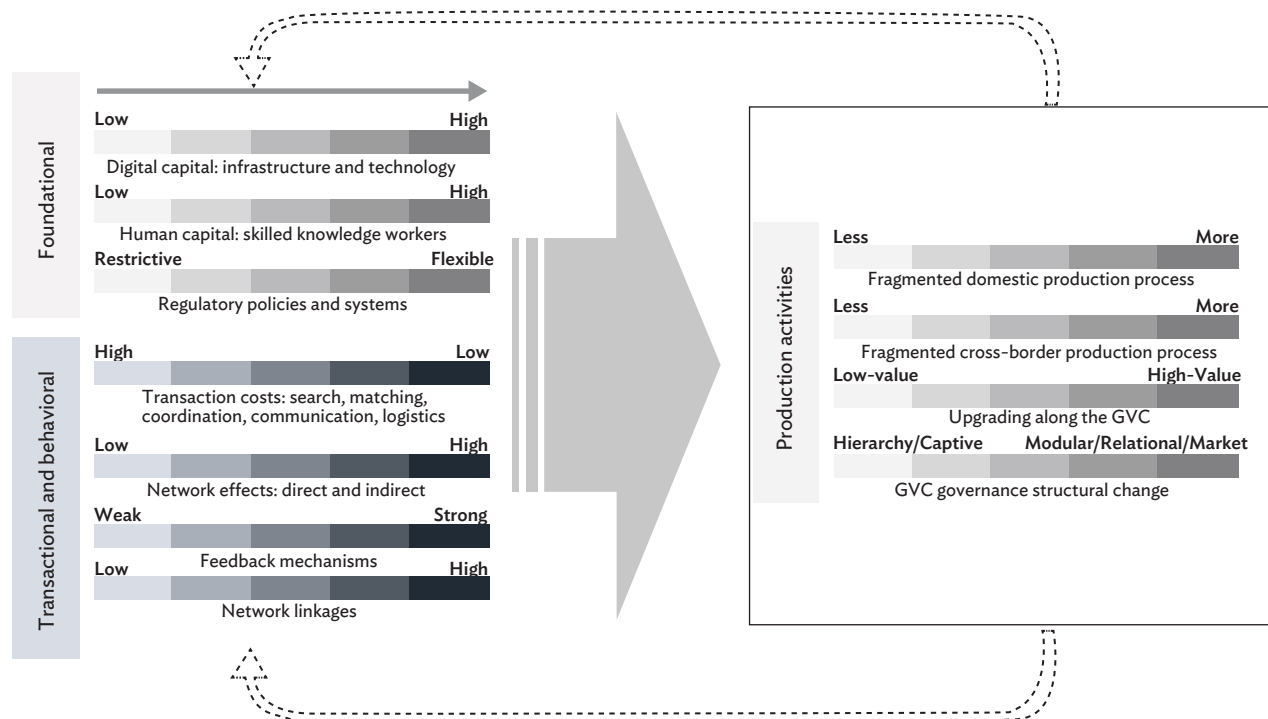 Foundational
Low High
Digital capital: infrastructure and technology
Low High
Human capital: skilled knowledge workers
Restrictive Flexible
Regulatory policies and systems
Transactional and behavioral
High Low
Transaction costs: search, matching,
coordination, communication, logistics
Low High
Network effects: direct and indirect
Weak Strong
Feedback mechanisms
Low High
Network linkages
Production activities
Less More
Fragmented domestic production process
Less More
Fragmented cross-border production process
Low-value High-Value
Upgrading along the GVC
Hierarchy/Captive Modular/Relational/Market
GVC governance structural change